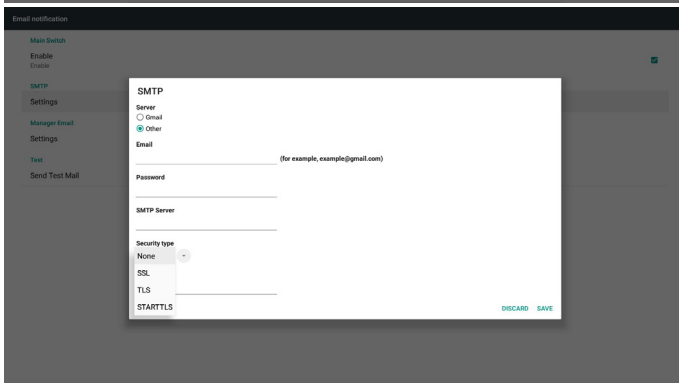 Email notification
Main Switch
Enable
Enable
SMTP
Settings
Manager Email
Settings
Test
Send Test Mail
SMTP
Server
Gmail
Other
Email
(for example, example@gmail.com)
Password
SMTP Server
Security type
None
SSL
TLS
STARTTLS
DISCARD SAVE